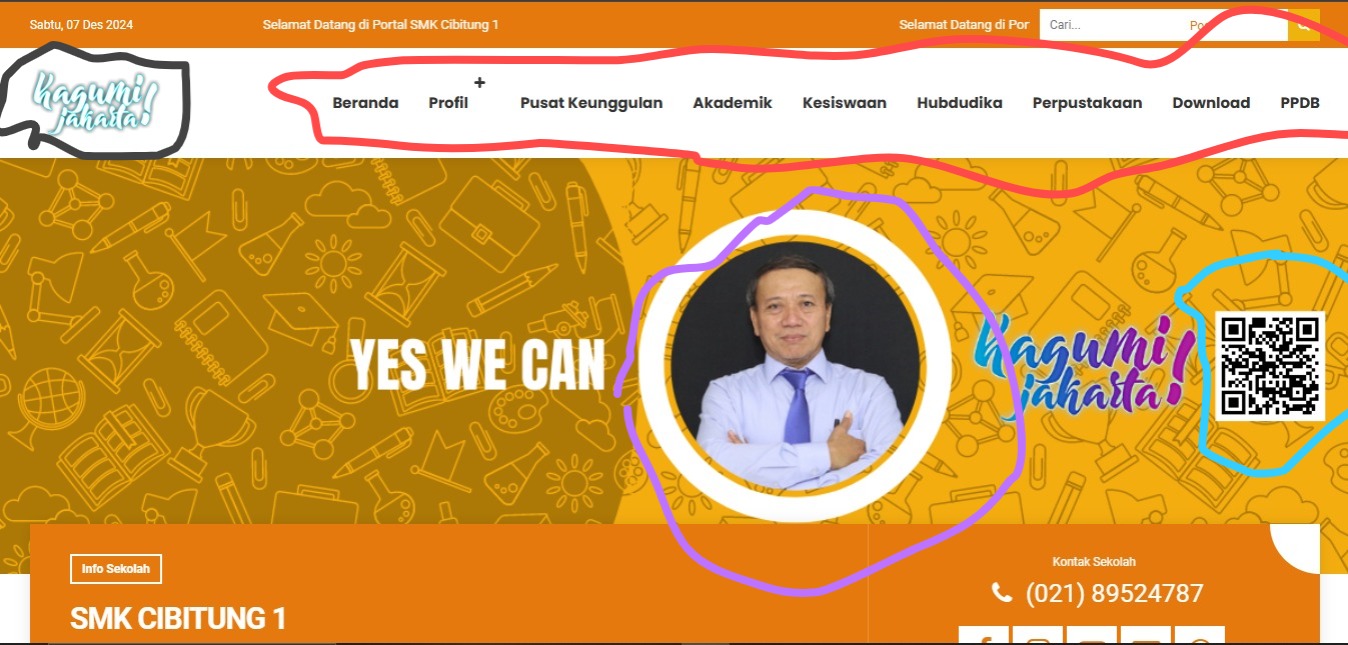 Sabtu, 07 Des 2024
Selamat Datang di Portal SMK Cibitung 1
Selamat Datang di Por
Cari...
kagumi
jakarta!
Beranda
Profil
Pusat Keunggulan
Akademik
Kesiswaan
Hubdudika
Perpustakaan
Download
PPDB
YES WE CAN
kagumi
jakarta!
Info Sekolah
SMK CIBITUNG 1
Kontak Sekolah
(021) 89524787